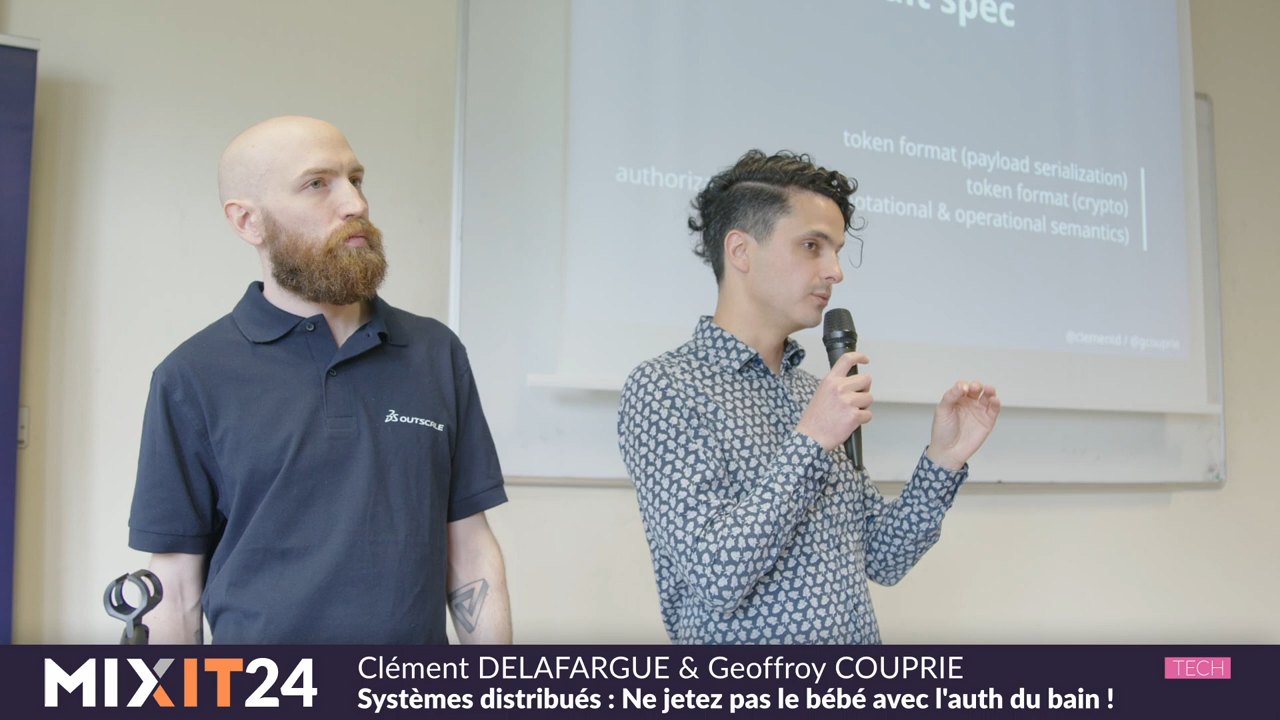 spec
token format (payload serialization)
token format (crypto)
tational & operational semantics)
@clementd / @gcouprie
OUTSCALE
MIXIT24
Clément DELAFARGUE & Geoffroy COUPRIE
TECH
Systèmes distribués : Ne jetez pas le bébé avec l'auth du bain !